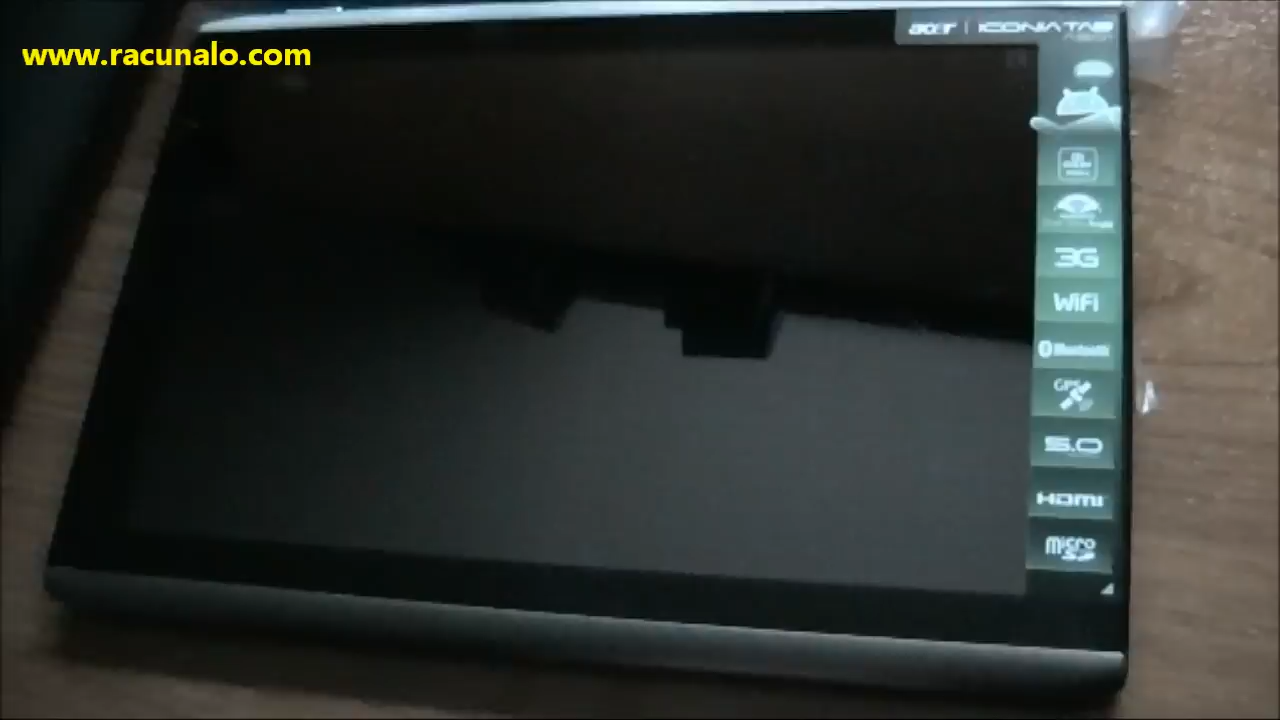 www.racunalo.com
acer | ICONIA TAB
3G
WiFi
Bluetooth
GPS
5.0
HDMI
micro
SD